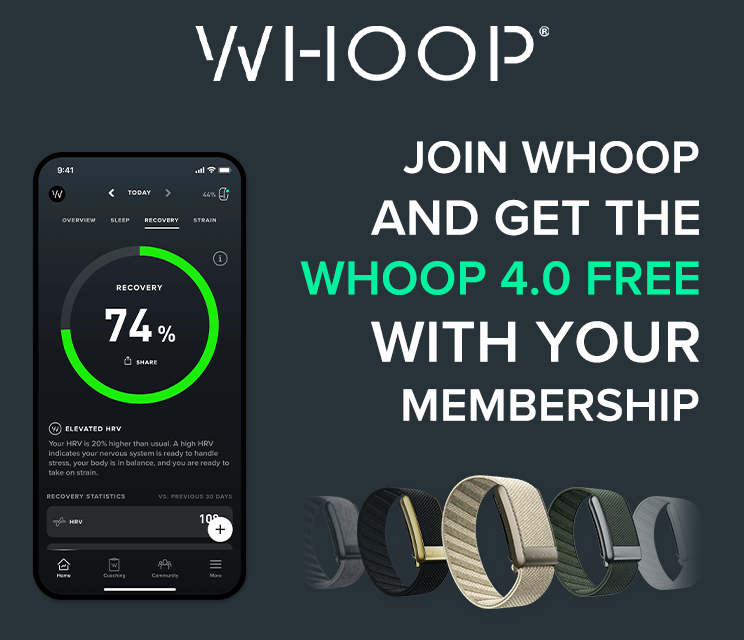 WHOOP®
JOIN WHOOP
AND GET THE
WHOOP 4.0 FREE
WITH YOUR
MEMBERSHIP
9:41
W
TODAY
44%
OVERVIEW SLEEP RECOVERY STRAIN
i
RECOVERY
74%
SHARE
W ELEVATED HRV
Your HRV is 20% higher than usual. A high HRV
indicates your nervous system is ready to handle
stress, your body is in balance, and you are ready to
take on strain.
RECOVERY STATISTICS VS. PREVIOUS 30 DAYS
HRV
+
Home Coaching Community More